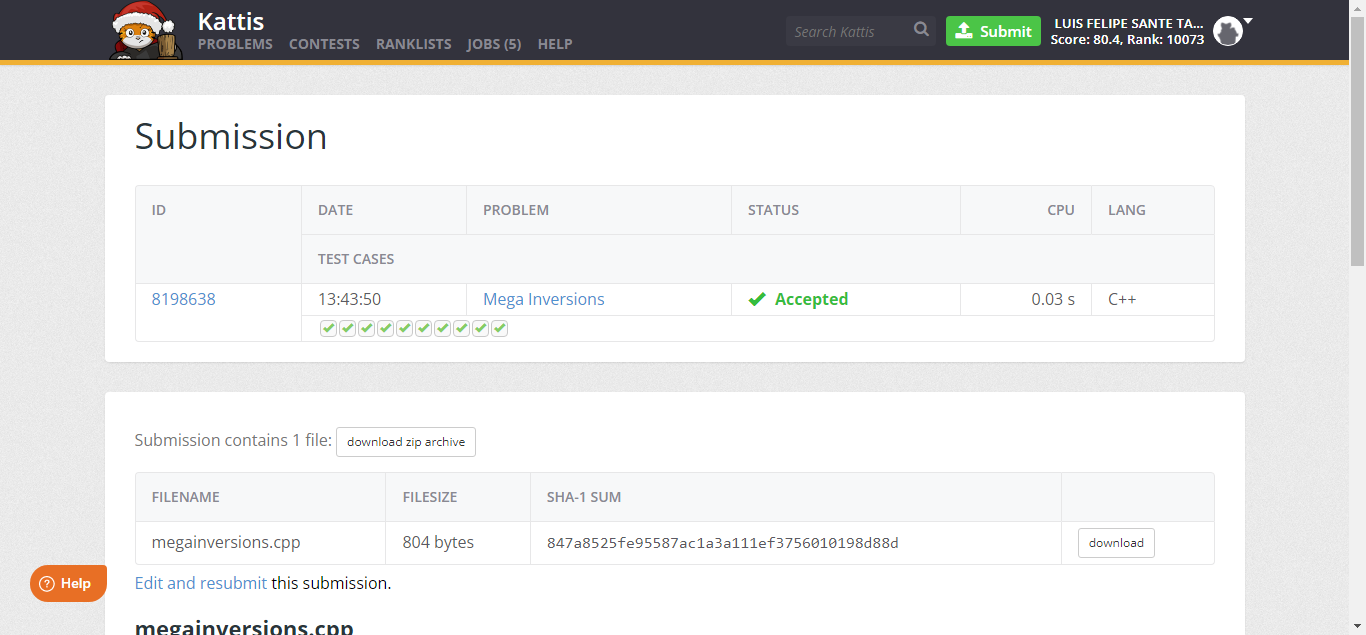 Kattis
PROBLEMS CONTESTS RANKLISTS JOBS (5) HELP
Search Kattis
Submit
LUIS FELIPE SANTE TA...
Score: 80.4, Rank: 10073
Submission
ID DATE PROBLEM STATUS CPU LANG
TEST CASES
8198638 13:43:50 Mega Inversions Accepted 0.03 s C++
Submission contains 1 file: download zip archive
FILENAME FILESIZE SHA-1 SUM
megainversions.cpp 804 bytes 847a8525fe95587ac1a3a111ef3756010198d88d download
Edit and resubmit this submission.
Help
megainversions.cpp